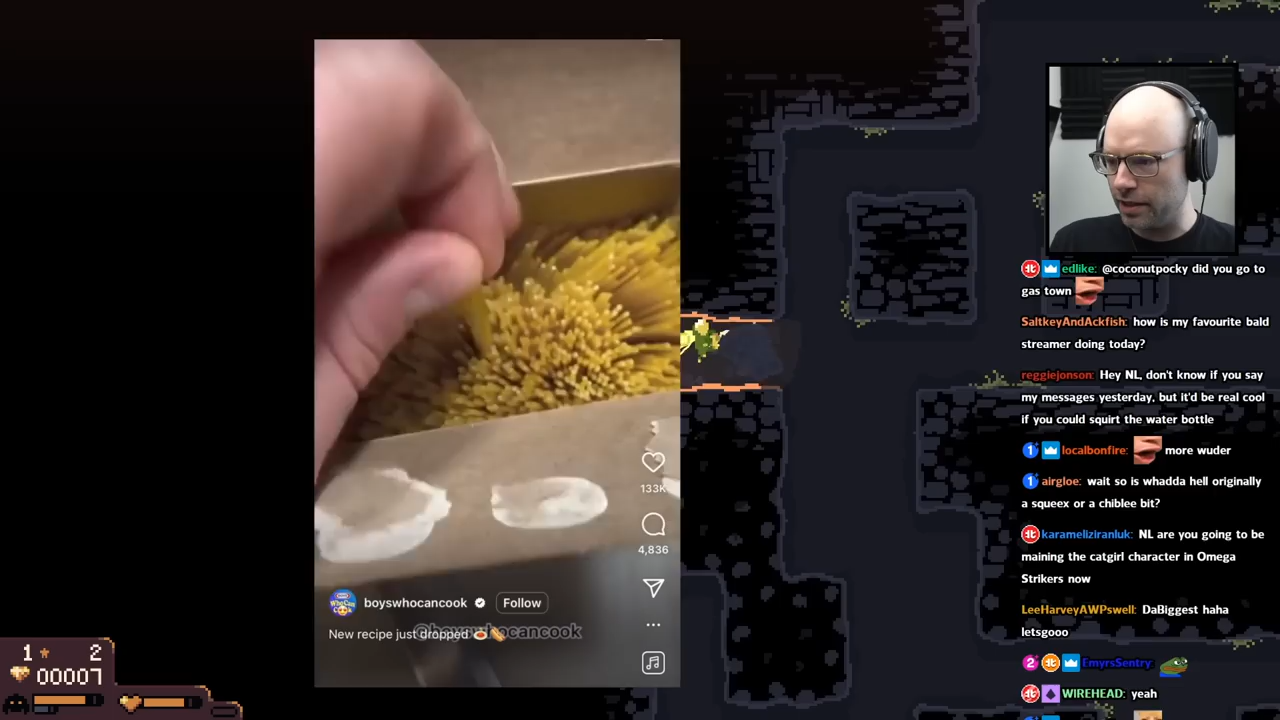 133K
4,836
boyswhocancook
Follow
New recipe just dropped
@boyswhocancook
1 2
00007
edlike: @coconutpocky did you go to
gas town
SaltkeyAndAckfish: how is my favourite bald
streamer doing today?
reggiejonson: Hey NL, don't know if you say
my messages yesterday, but it'd be real cool
if you could squirt the water bottle
1 localbonfire: more wuder
1 airgloe: wait so is whadda hell originally
a squeex or a chiblee bit?
karameliziranluk: NL are you going to be
maining the catgirl character in Omega
Strikers now
LeeHarveyAWPswell: DaBiggest haha
letsgooo
2 EmyrsSentry:
WIREHEAD: yeah